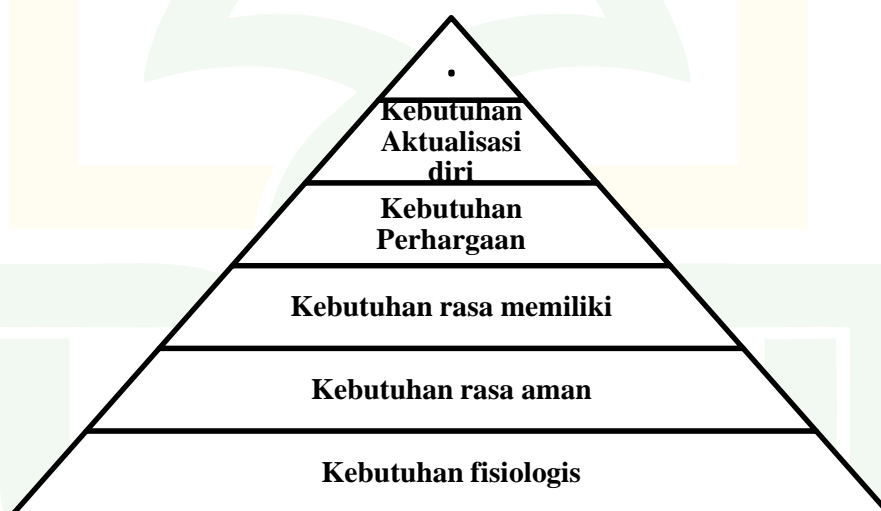 .
Kebutuhan
Aktualisasi
diri
Kebutuhan
Perhargaan
Kebutuhan rasa memiliki
Kebutuhan rasa aman
Kebutuhan fisiologis